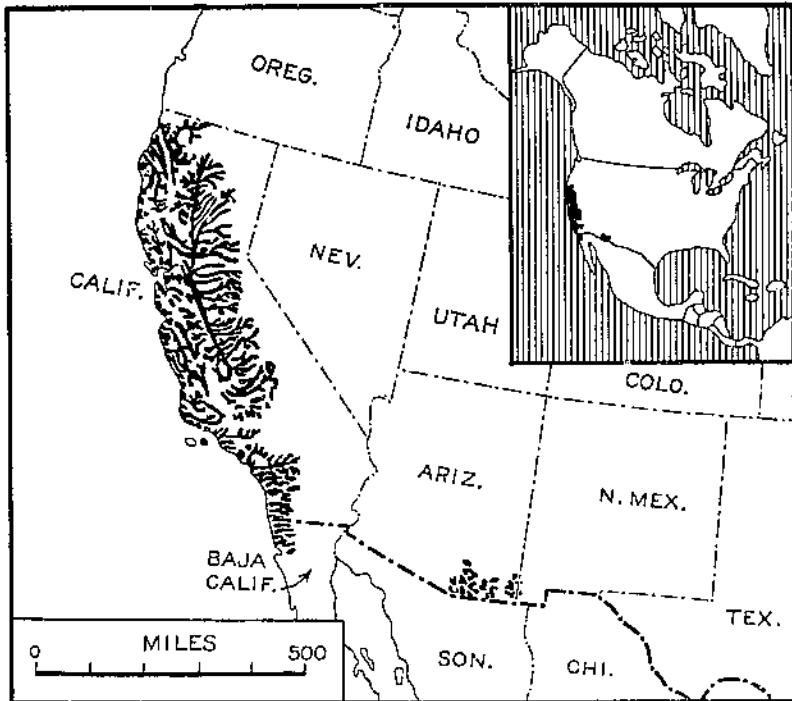 OREG.
IDAHO
CALIF.
NEV.
UTAH
COLO.
ARIZ.
N. MEX.
BAJA
CALIF.
TEX.
MILES
0 500
SON.
CHI.